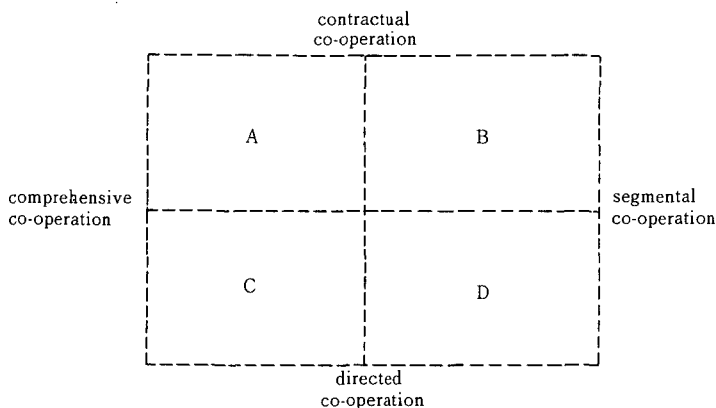 contractual
co-operation
A
B
comprehensive
co-operation
segmental
co-operation
C
D
directed
co-operation